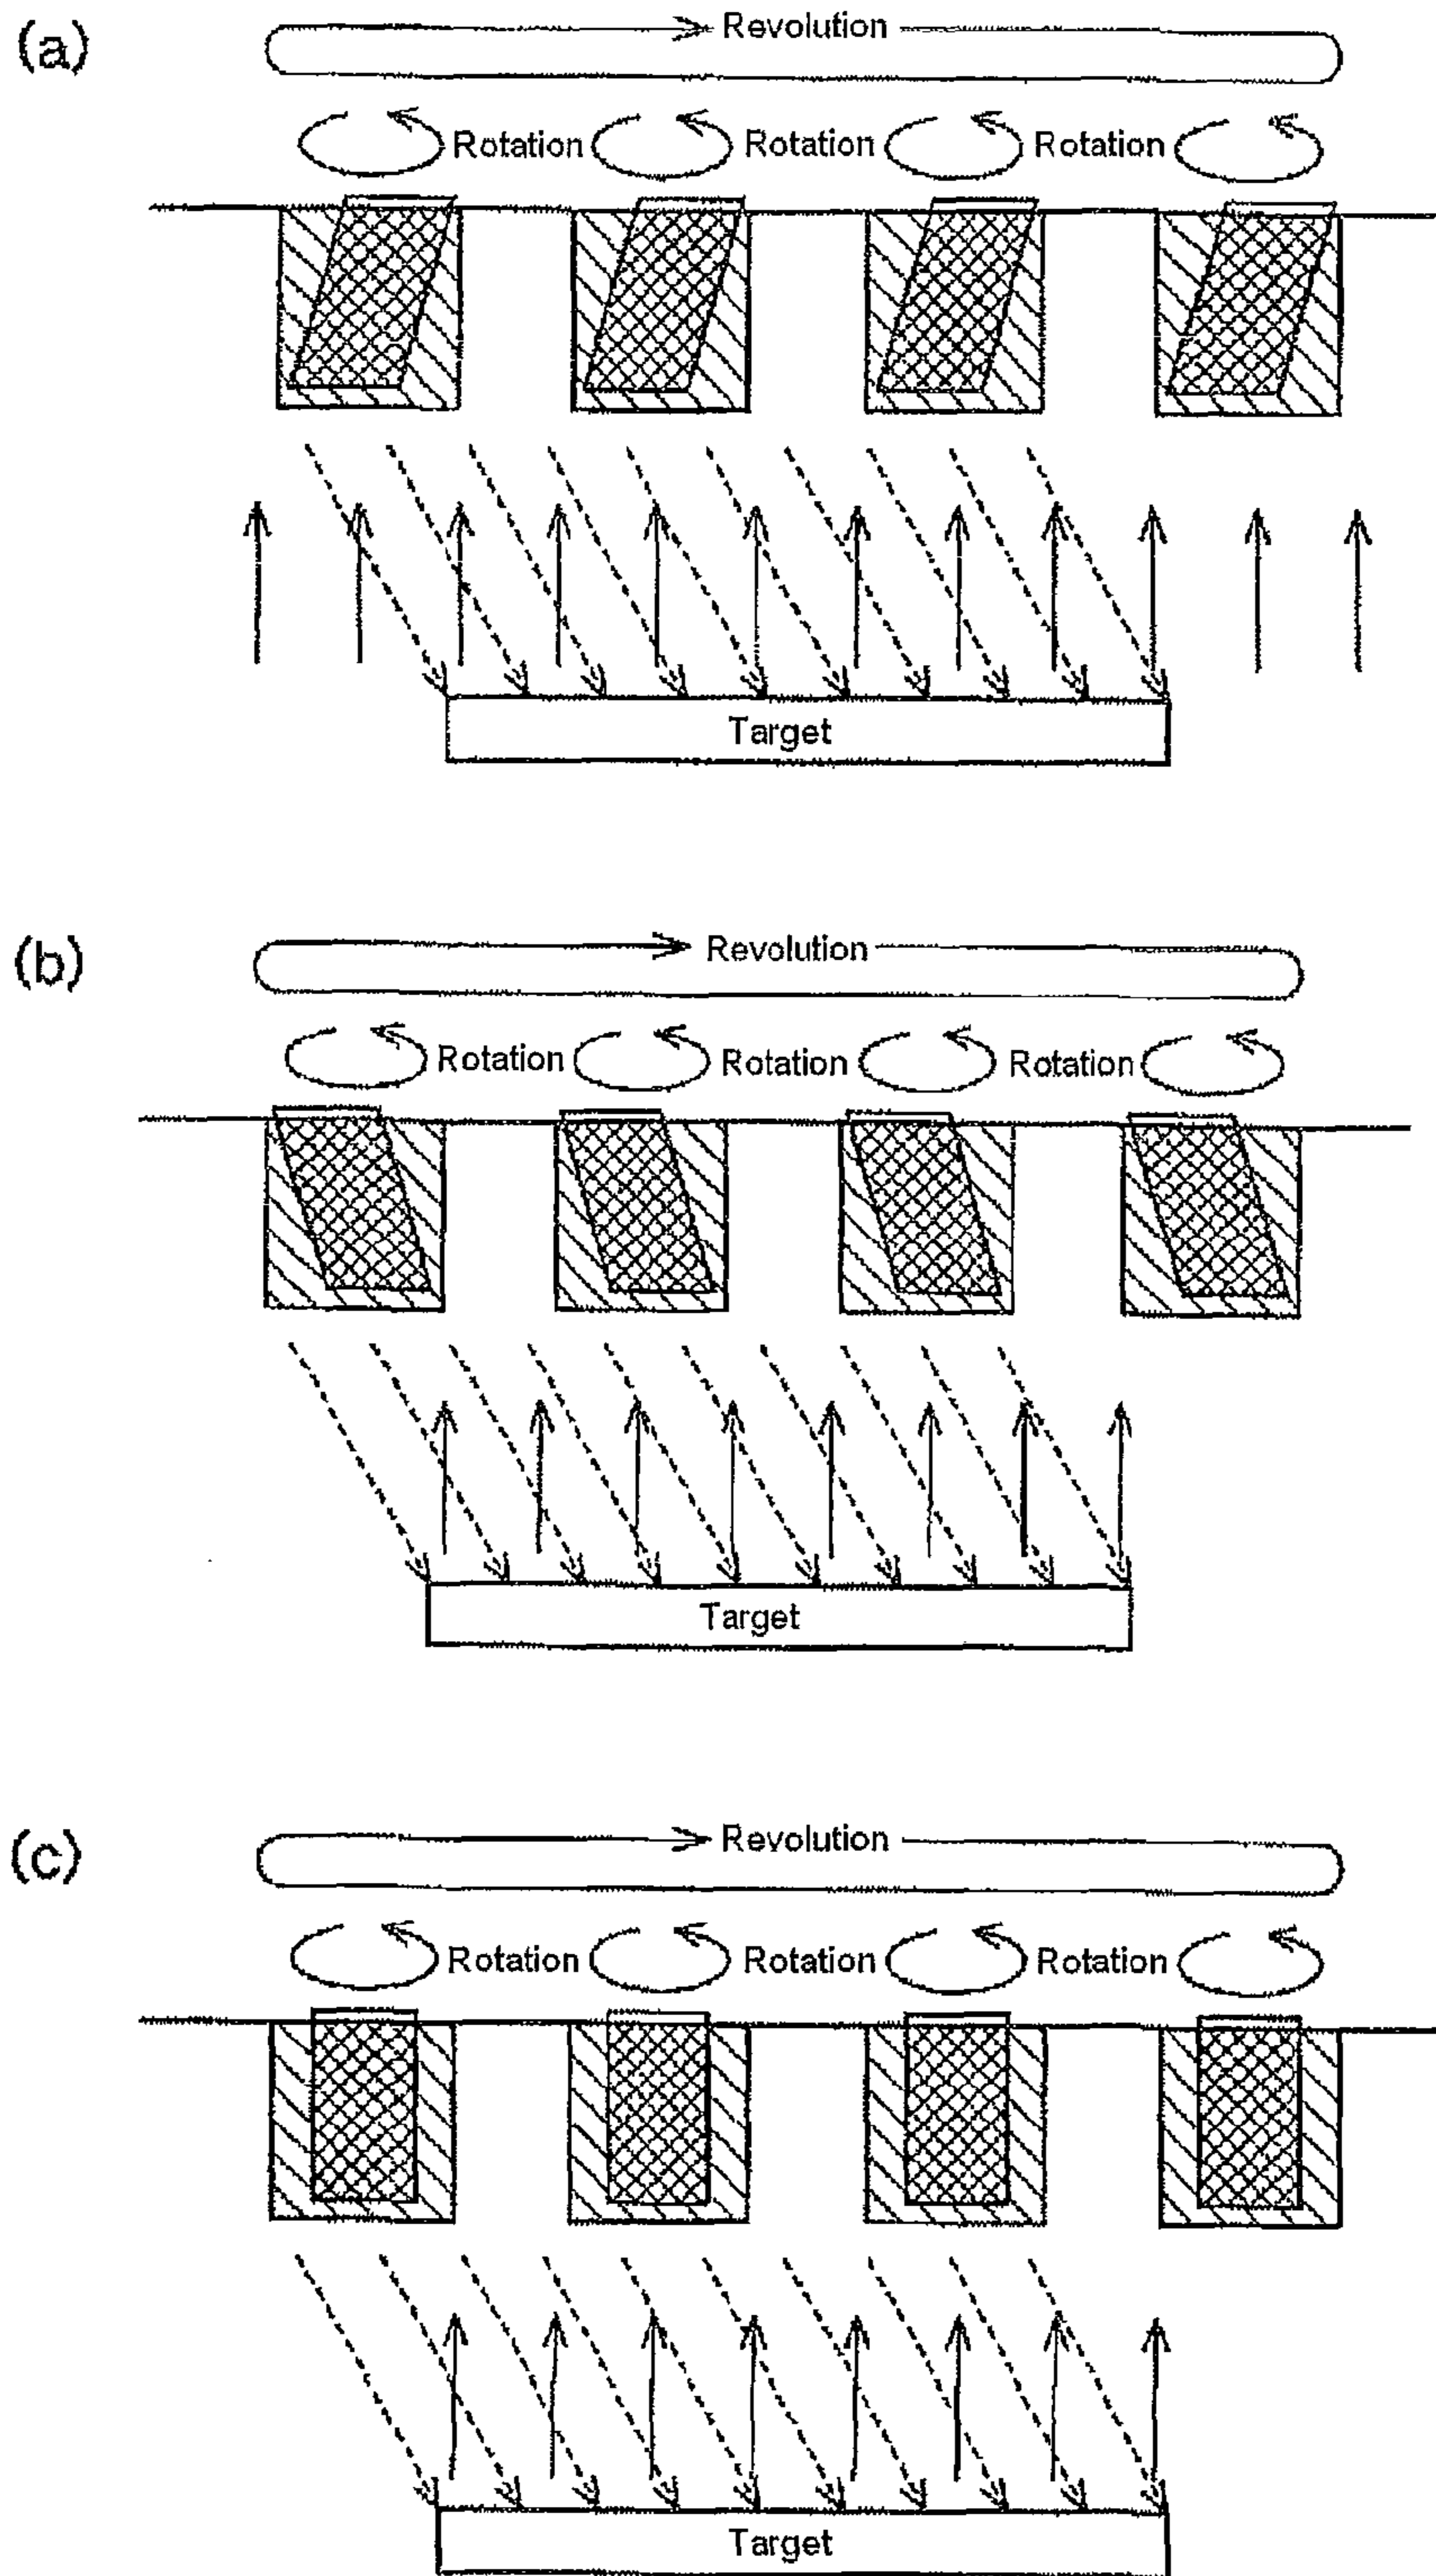 (a)
Revolution
Rotation Rotation Rotation
Target
(b)
Revolution
Rotation Rotation Rotation
Target
(c)
Revolution
Rotation Rotation Rotation
Target